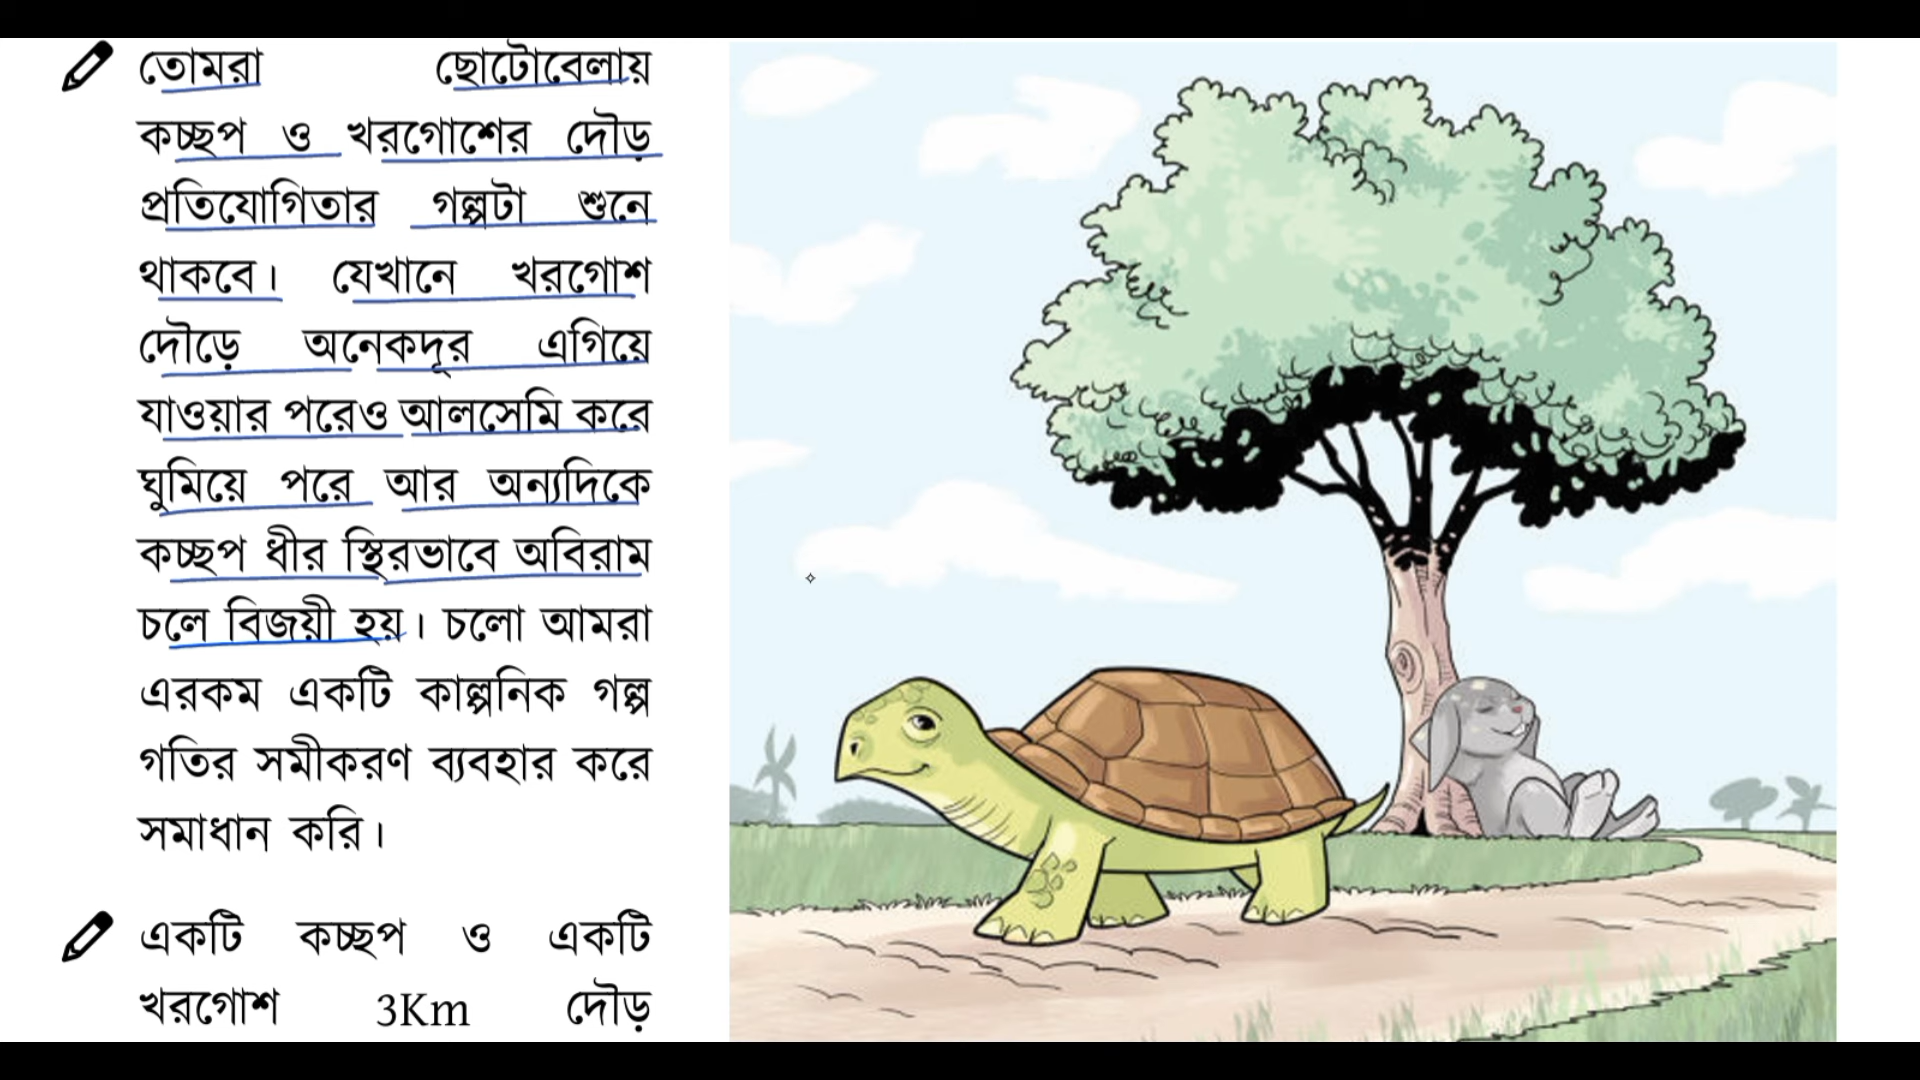 তোমরা ছোটোবেলায়
কচ্ছপ ও খরগোশের দৌড়
প্রতিযোগিতার গল্পটা শুনে
থাকবে। যেখানে খরগোশ
দৌড়ে অনেকদূর এগিয়ে
যাওয়ার পরেও আলসেমি করে
ঘুমিয়ে পরে আর অন্যদিকে
কচ্ছপ ধীর স্থিরভাবে অবিরাম
চলে বিজয়ী হয়। চলো আমরা
এরকম একটি কাল্পনিক গল্প
গতির সমীকরণ ব্যবহার করে
সমাধান করি।
একটি কচ্ছপ ও একটি
খরগোশ 3Km দৌড়